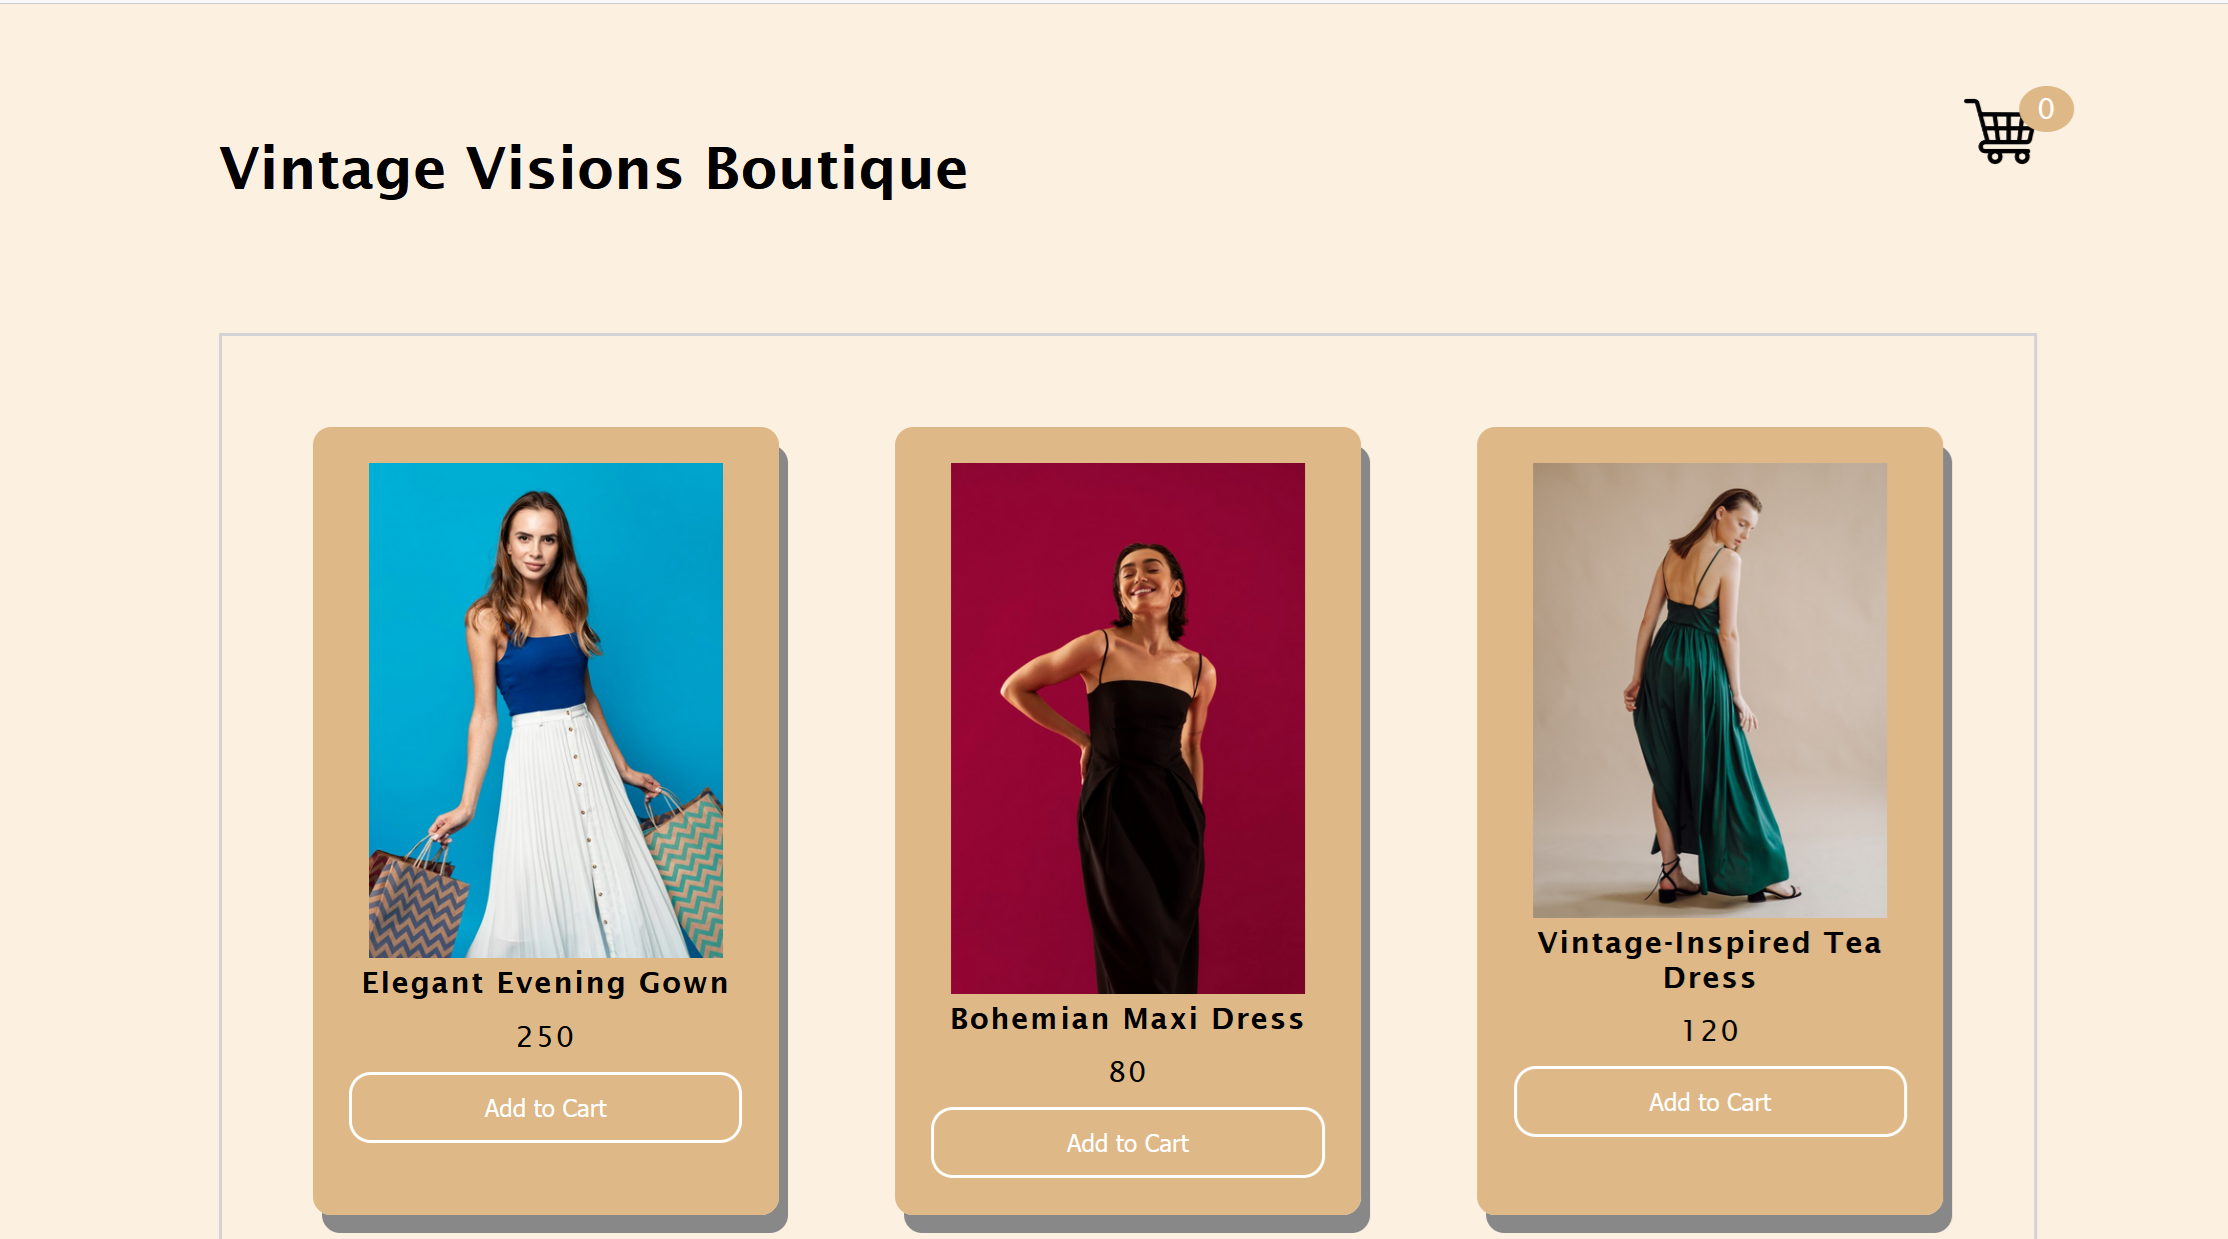 0
Vintage Visions Boutique
Elegant Evening Gown
250
Add to Cart
Bohemian Maxi Dress
80
Add to Cart
Vintage-Inspired Tea
Dress
120
Add to Cart